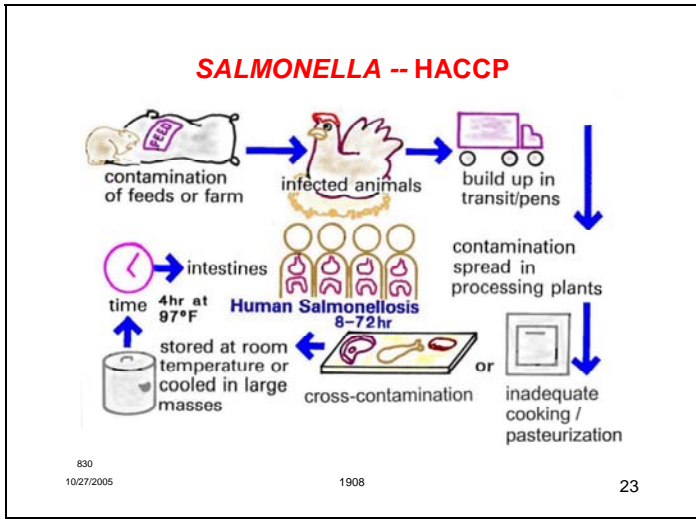 SALMONELLA -- HACCP
FEED
contamination
of feeds or farm
infected animals
build up in
transit/pens
contamination
spread in
processing plants
inadequate
cooking /
pasteurization
or
cross-contamination
stored at room
temperature or
cooled in large
masses
time 4hr at
97°F
intestines
Human Salmonellosis
8-72hr
830
10/27/2005
1908
23